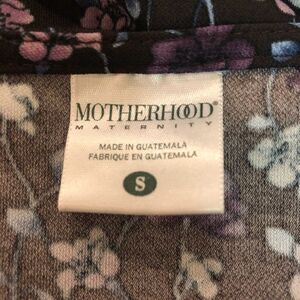 MOTHERHOOD®
MATERNITY
MADE IN GUATEMALA
FABRIQUE EN GUATEMALA
S